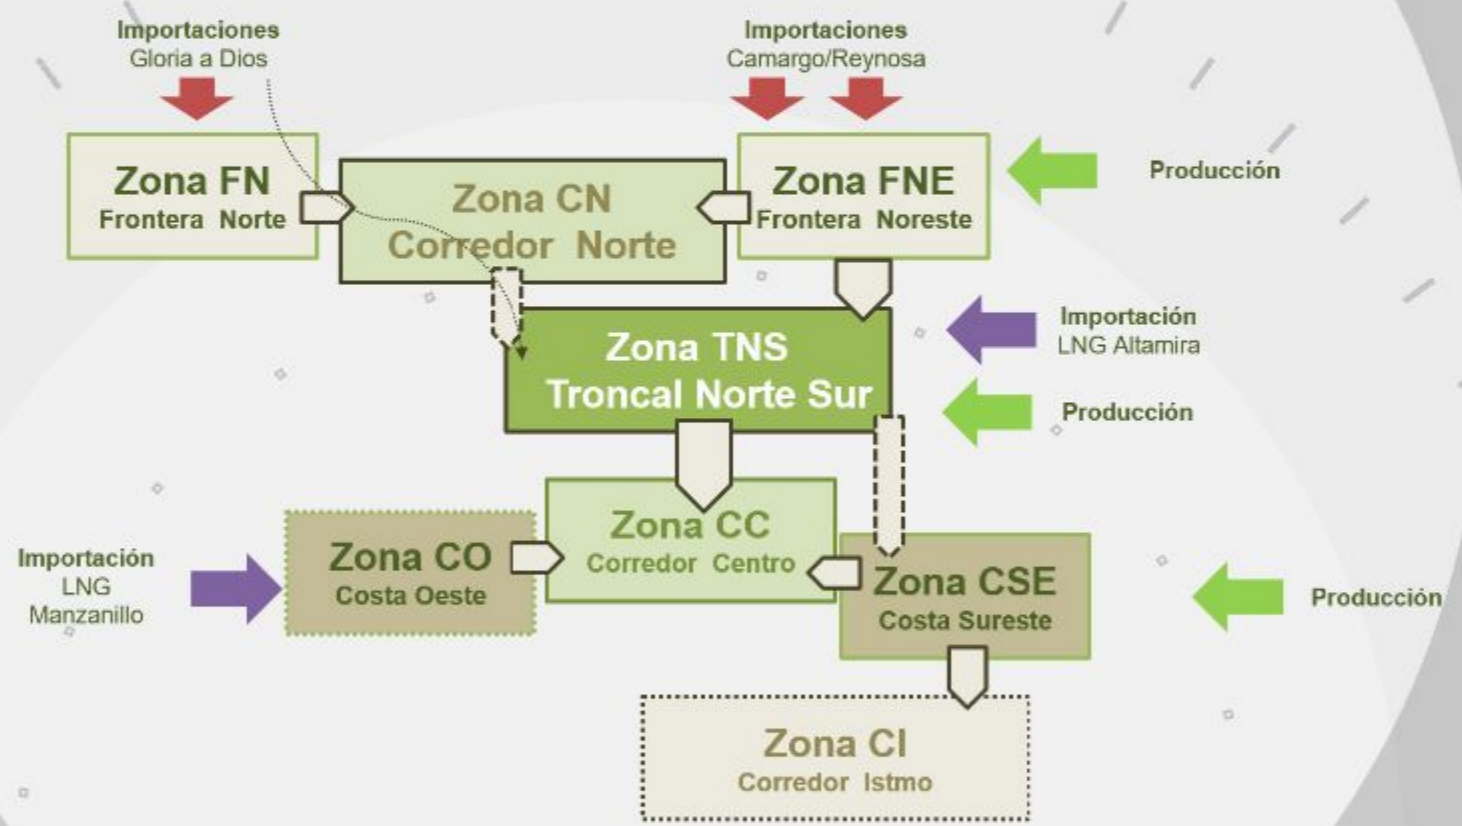 Importaciones
Gloria a Dios
Importaciones
Camargo/Reynosa
Zona FN
Frontera Norte
Zona CN
Corredor Norte
Zona FNE
Frontera Noreste
Producción
Zona TNS
Troncal Norte Sur
Importación
LNG Altamira
Producción
Zona CC
Corredor Centro
Importación
LNG
Manzanillo
Zona CO
Costa Oeste
Zona CSE
Costa Sureste
Producción
Zona CI
Corredor Istmo